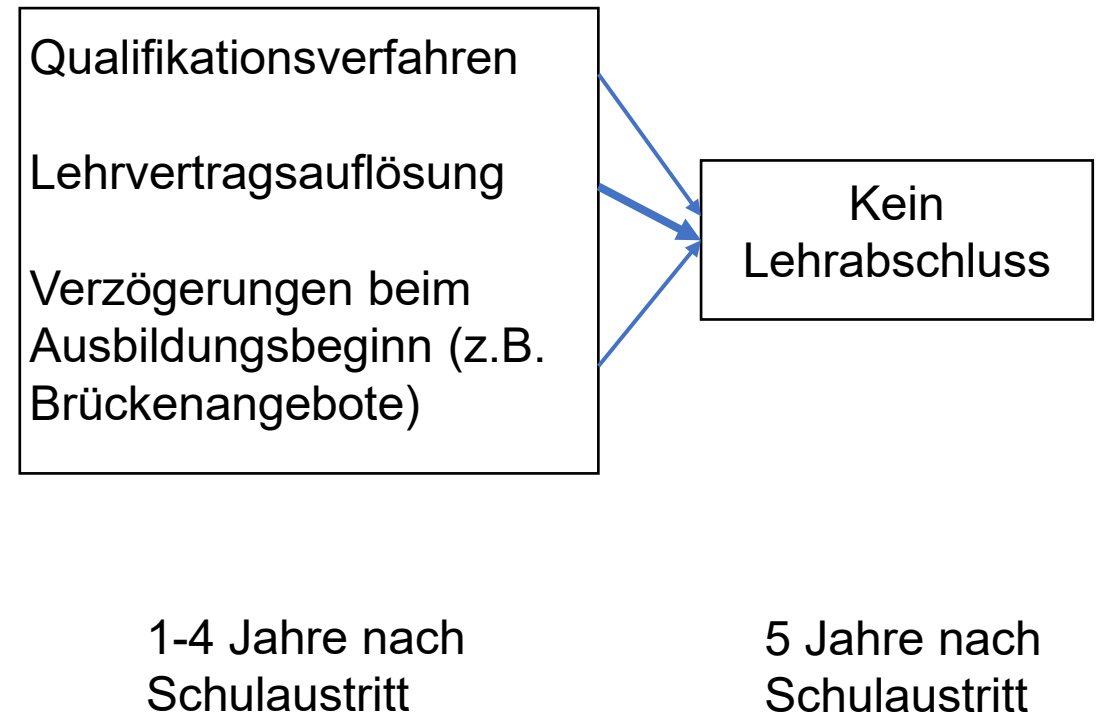 Qualifikationsverfahren
Lehrvertragsauflösung
Verzögerungen beim
Ausbildungsbeginn (z.B.
Brückenangebote)
Kein
Lehrabschluss
1-4 Jahre nach
Schulaustritt
5 Jahre nach
Schulaustritt